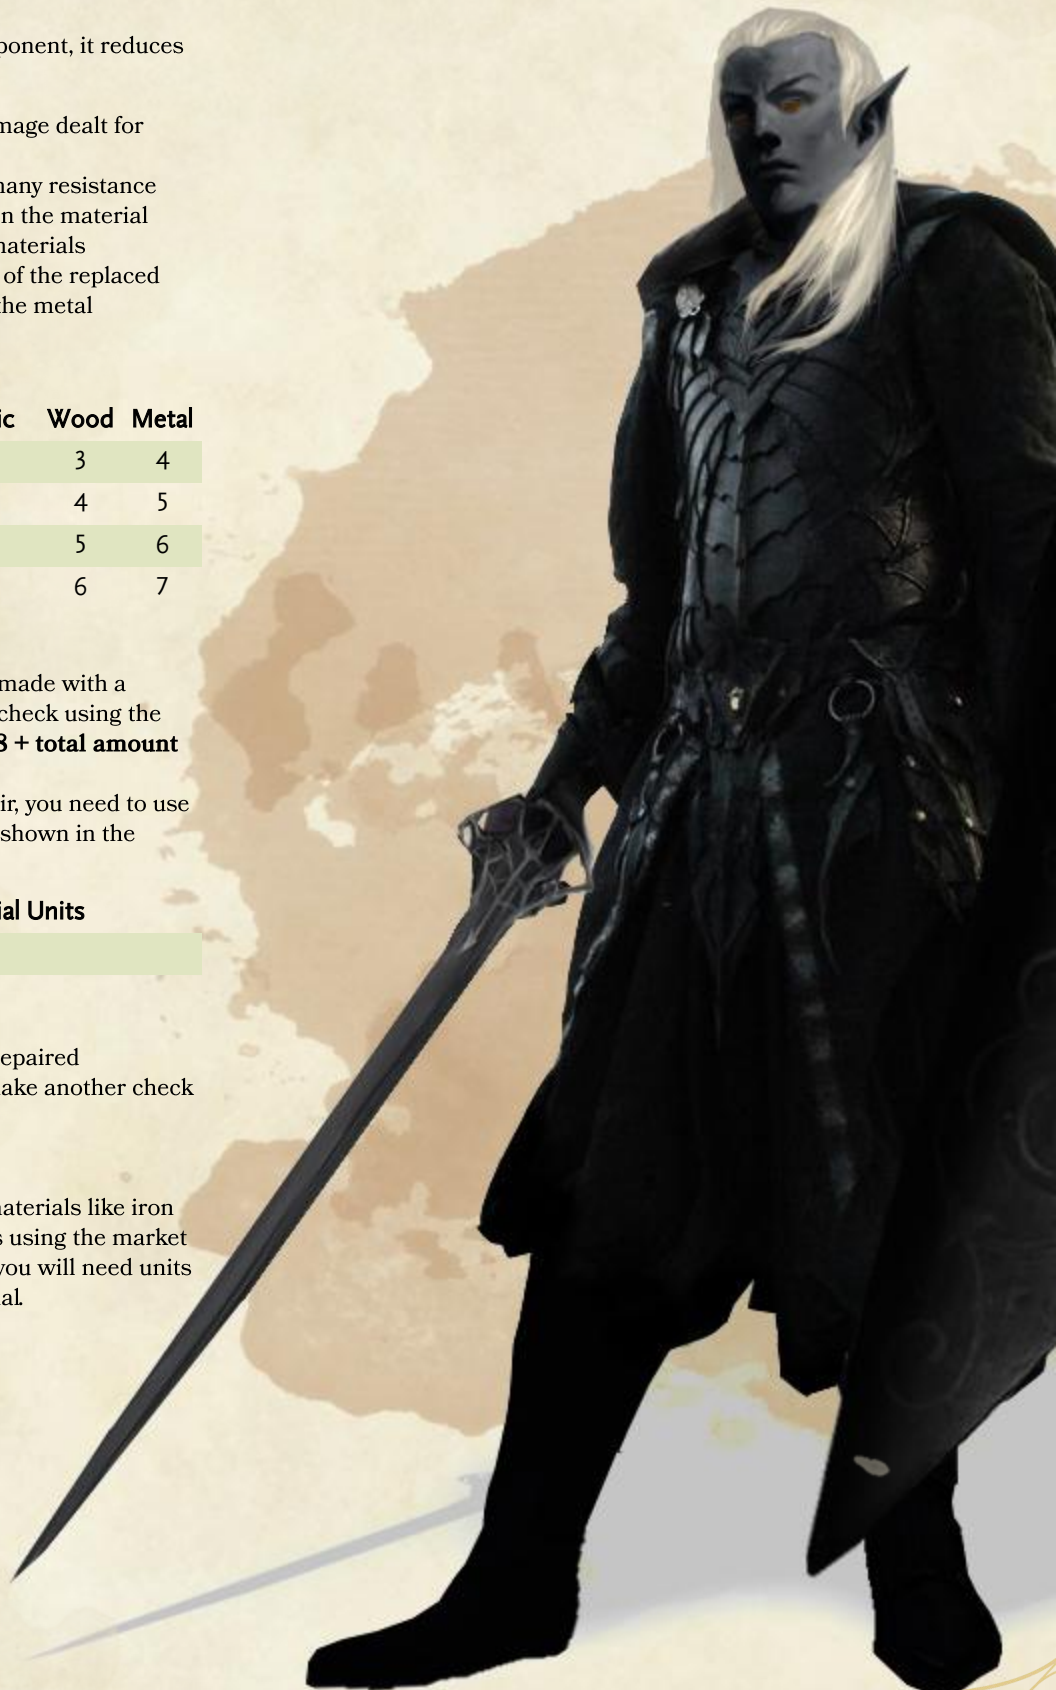 ponent, it reduces
mage dealt for
many resistance
n the material
materials
of the replaced
the metal
ic Wood Metal
3 4
4 5
5 6
6 7
made with a
check using the
8 + total amount
ir, you need to use
shown in the
ial Units
epaired
make another check
materials like iron
s using the market
you will need units
al.